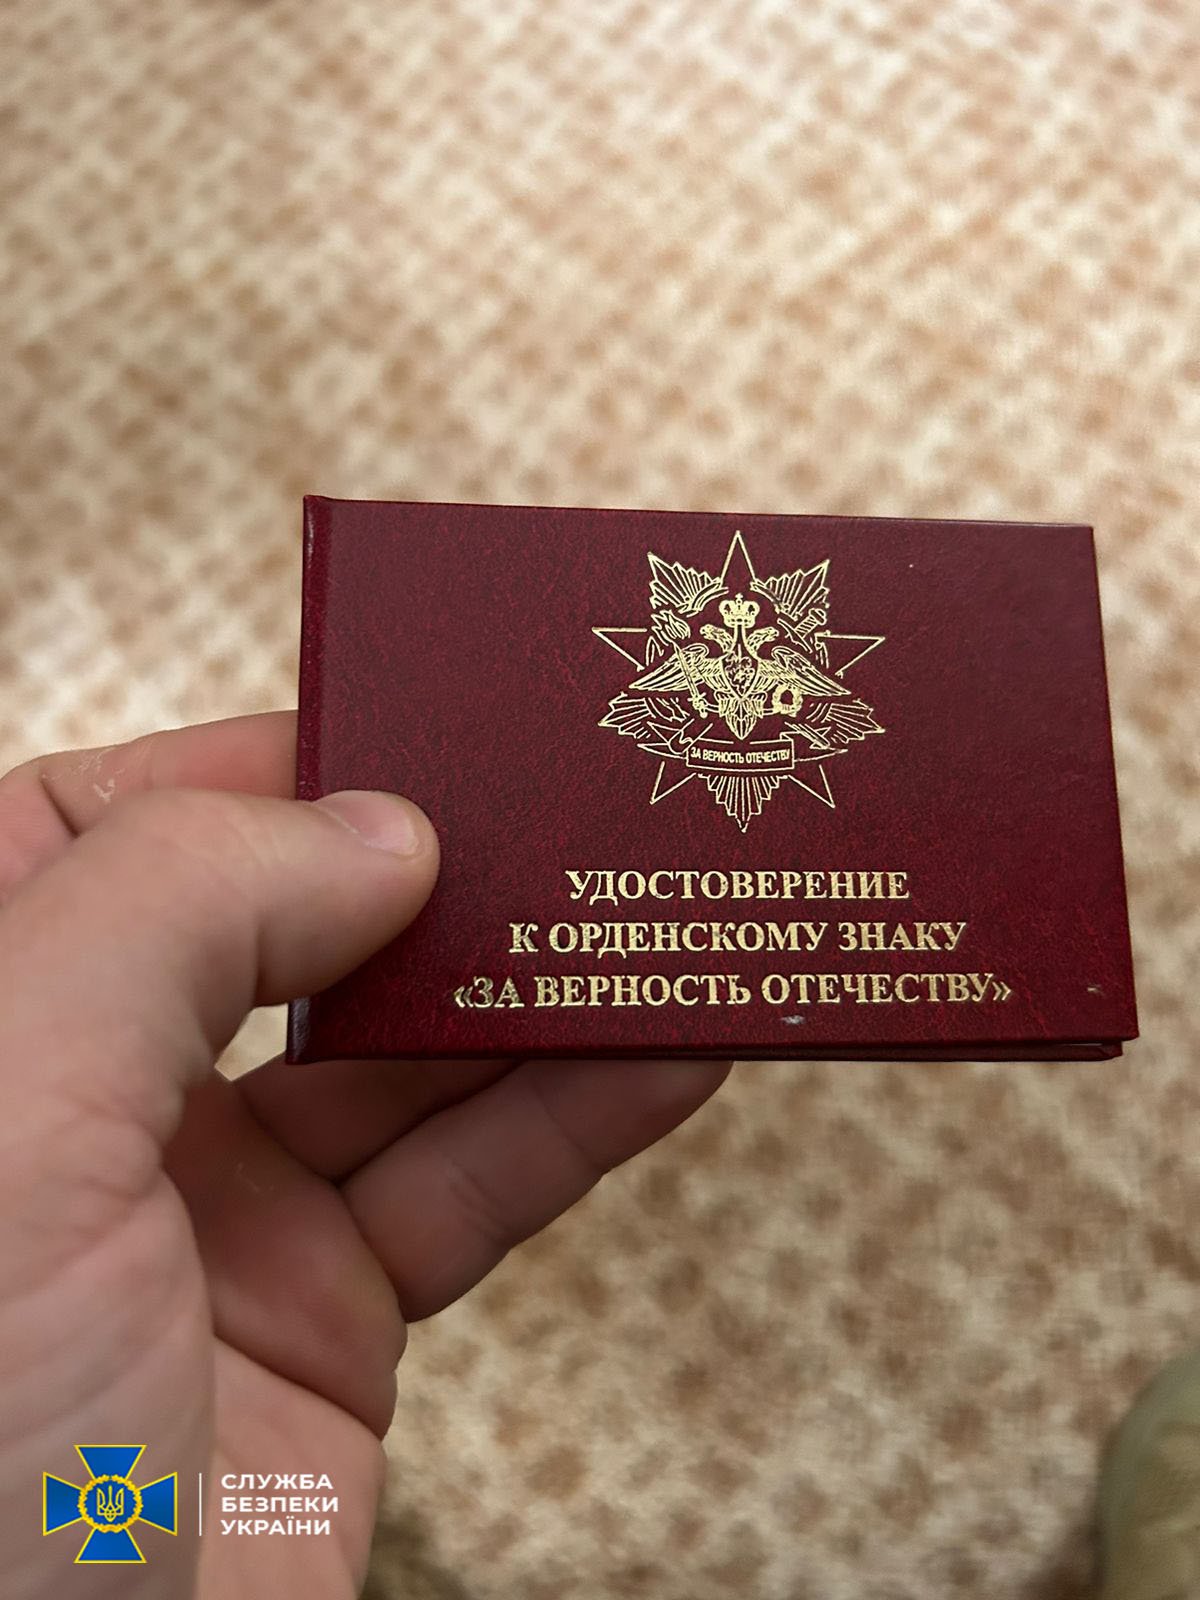 ЗА ВЕРНОСТЬ ОТЕЧЕСТВУ
УДОСТОВЕРЕНИЕ
К ОРДЕНСКОМУ ЗНАКУ
«ЗА ВЕРНОСТЬ ОТЕЧЕСТВУ»
СЛУЖБА
БЕЗПЕКИ
УКРАЇНИ